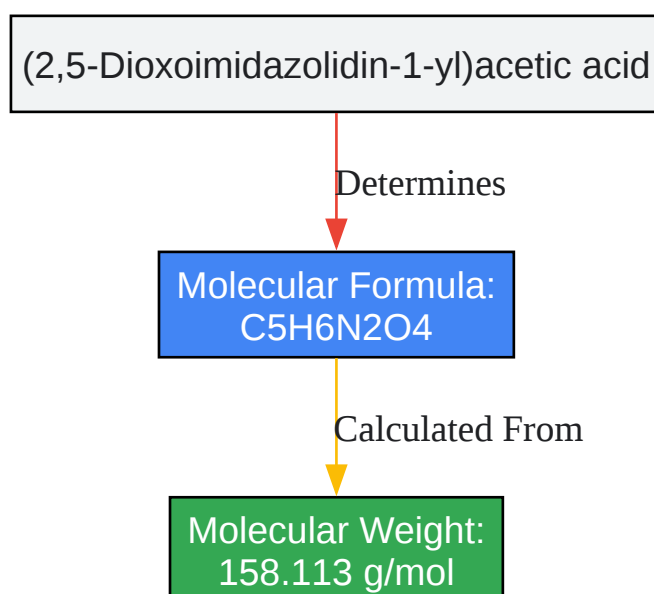 (2,5-Dioxoimidazolidin-1-yl)acetic acid
Determines
Molecular Formula:
C5H6N2O4
Calculated From
Molecular Weight:
158.113 g/mol